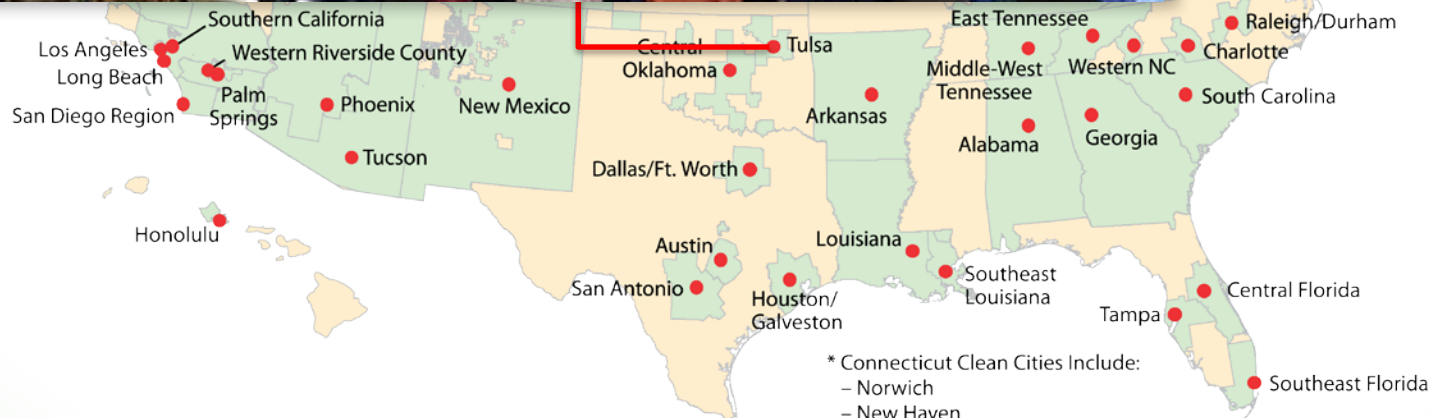 Southern California
Los Angeles
Western Riverside County
Long Beach
Palm
Springs
San Diego Region
Phoenix
Tucson
New Mexico
Honolulu
Central
Oklahoma
Tulsa
Dallas/Ft. Worth
Austin
San Antonio
Houston/
Galveston
Arkansas
Louisiana
Southeast
Louisiana
East Tennessee
Middle-West
Tennessee
Western NC
Raleigh/Durham
Charlotte
South Carolina
Alabama
Georgia
Central Florida
Tampa
Southeast Florida
* Connecticut Clean Cities Include:
– Norwich
– New Haven